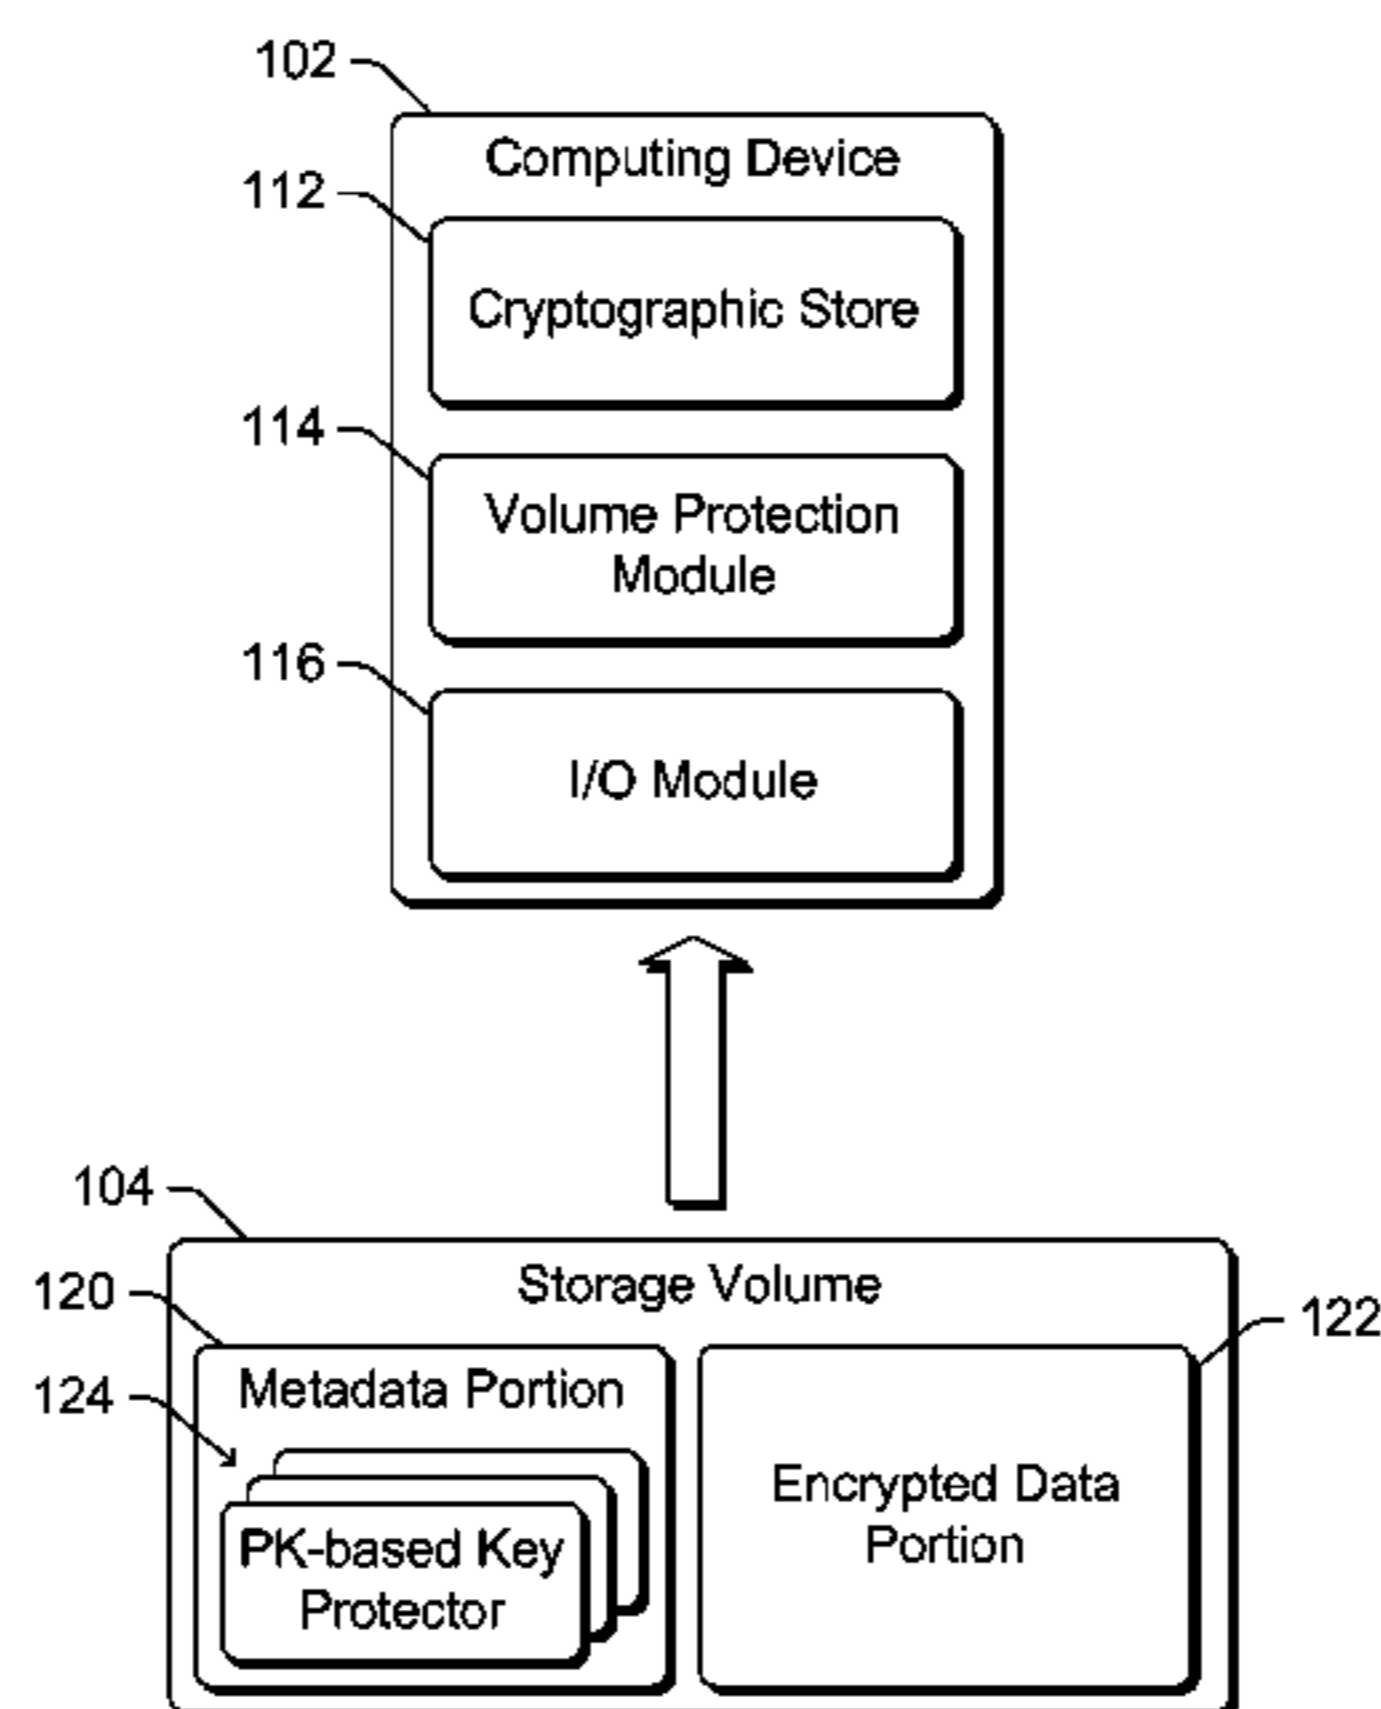 102
Computing Device
112
Cryptographic Store
114
Volume Protection
Module
116
I/O Module
104
Storage Volume
120
122
Metadata Portion
124
Encrypted Data
Portion
PK-based Key
Protector